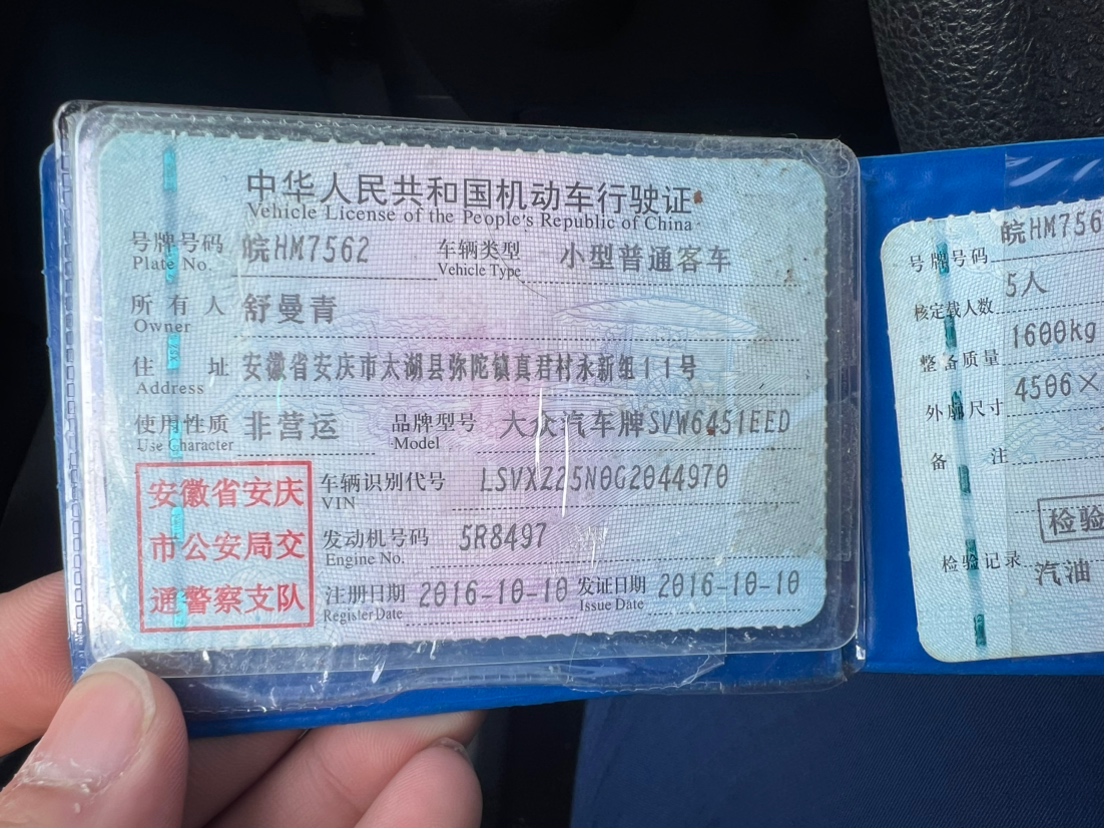 中华人民共和国机动车行驶证
Vehicle License of the People's Republic of China
号牌号码 皖HM7562 车辆类型 小型普通客车
Plate No. Vehicle Type
所有人 舒曼青
Owner
住址 安徽省安庆市太湖县弥陀镇真君村永新组11号
Address
使用性质 非营运 品牌型号 大众汽车牌SVW6451EED
Use Character Model
车辆识别代号 LSVXZ25N0G2044970
VIN
发动机号码 5R8497
Engine No.
注册日期 2016-10-10 发证日期 2016-10-10
Register Date Issue Date
安徽省安庆
市公安局交
通警察支队
号牌号码 皖HM756
核定载人数 5人
整备质量 1600kg
外廓尺寸 4506×
备注
检验
检验记录 汽油